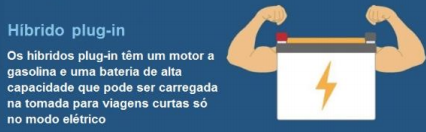 Híbrido plug-in
Os hibridos plug-in têm um motor a
gasolina e uma bateria de alta
capacidade que pode ser carregada
na tomada para viagens curtas só
no modo elétrico